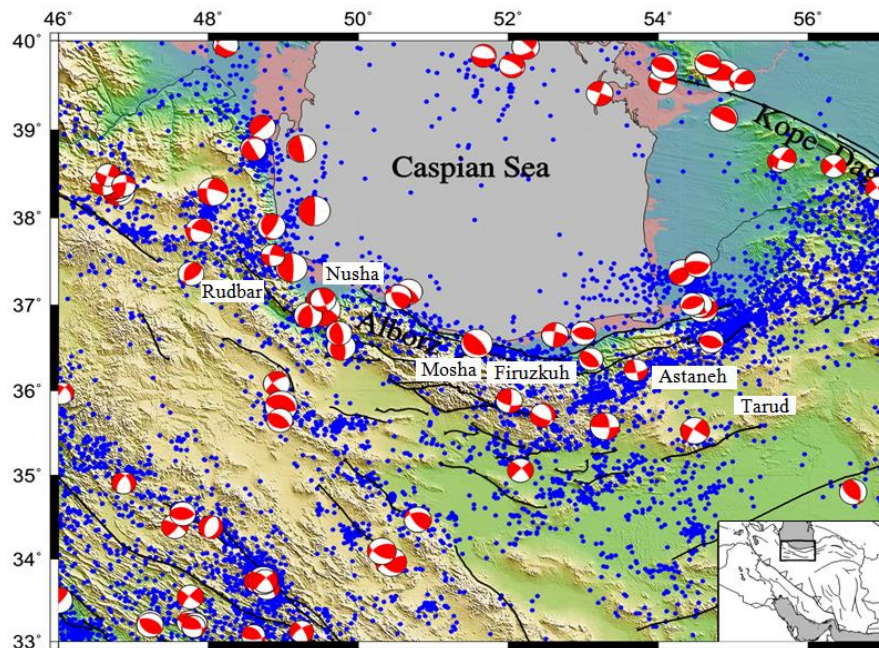 46° 48° 50° 52° 54° 56°
40°
39°
38°
37°
36°
35°
34°
33°
Kope-Dag
Caspian Sea
Nusha
Rudbar
Alborz
Mosha
Firuzkuh
Astaneh
Tarud